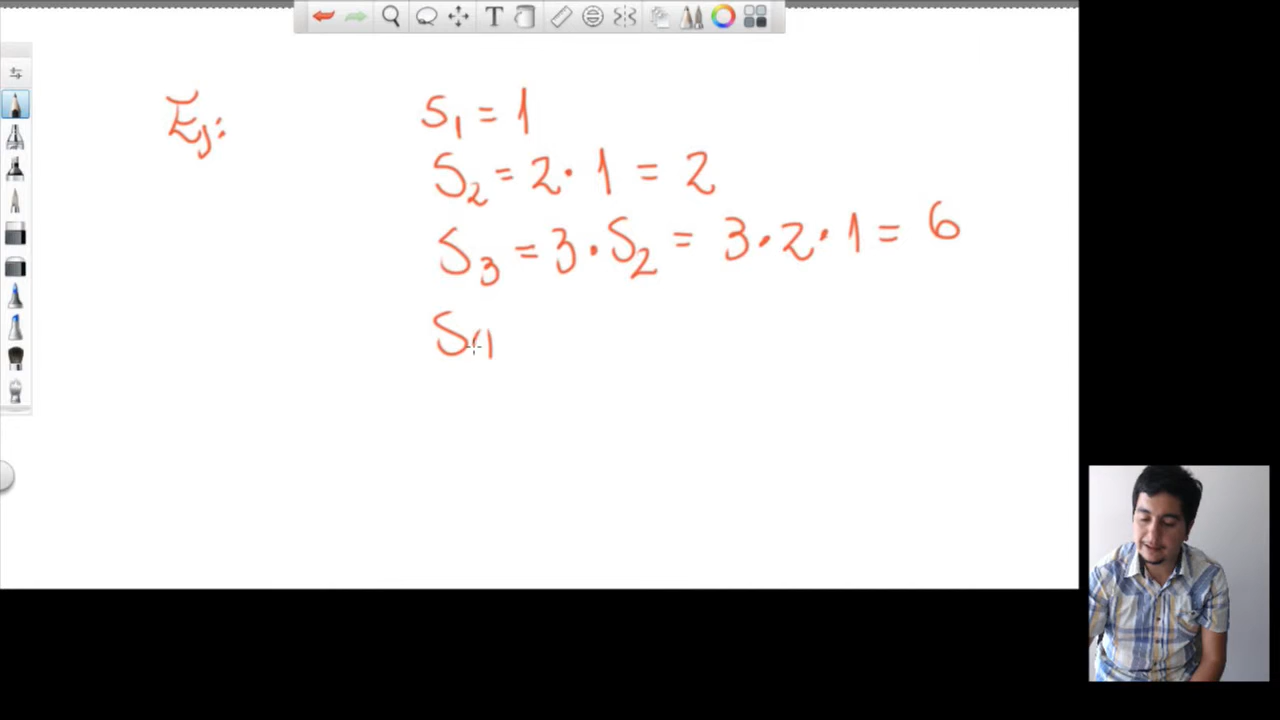 Ej:
S₁ = 1
S₂ = 2 · 1 = 2
S₃ = 3 · S₂ = 3 · 2 · 1 = 6
S